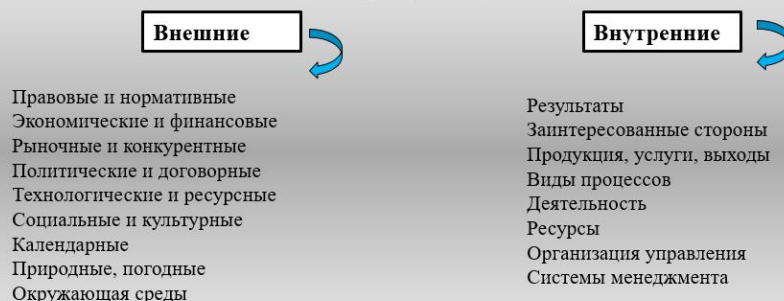 Внешние
Правовые и нормативные
Экономические и финансовые
Рыночные и конкурентные
Политические и договорные
Технологические и ресурсные
Социальные и культурные
Календарные
Природные, погодные
Окружающая среды
Внутренние
Результаты
Заинтересованные стороны
Продукция, услуги, выходы
Виды процессов
Деятельность
Ресурсы
Организация управления
Системы менеджмента